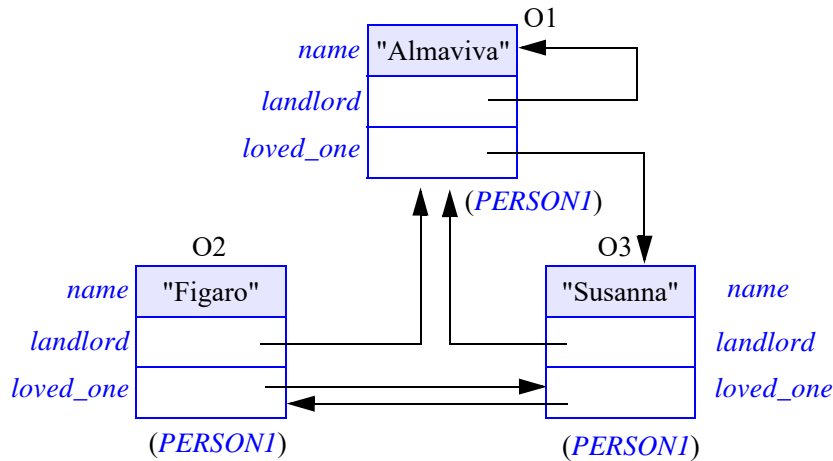 O1
name "Almaviva"
landlord
loved_one
(PERSON1)
O2 O3
name "Figaro" "Susanna" name
landlord landlord
loved_one loved_one
(PERSON1) (PERSON1)